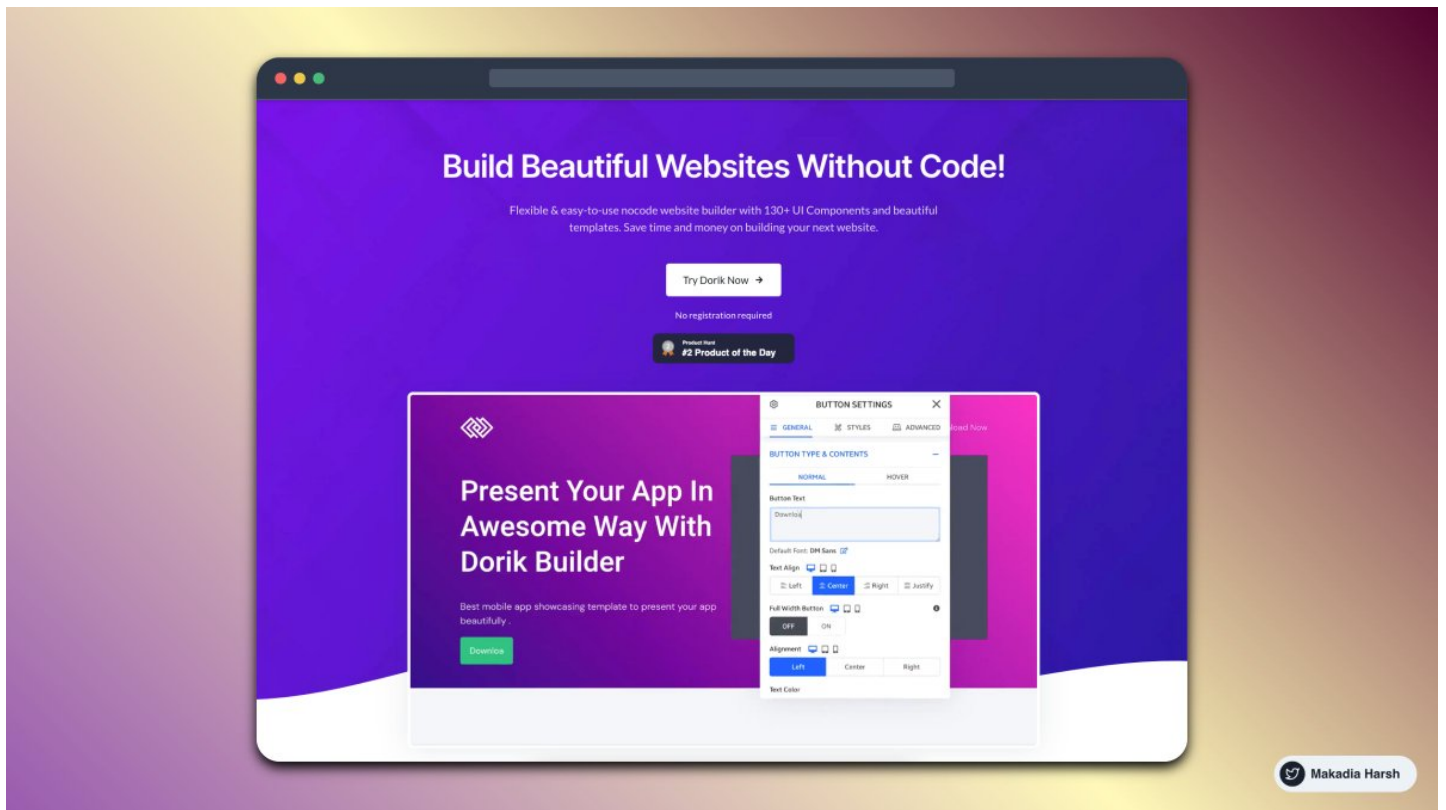 Build Beautiful Websites Without Code!
Flexible & easy-to-use nocode website builder with 130+ UI Components and beautiful
templates. Save time and money on building your next website.
Try Dorik Now →
No registration required
Product Hunt
#2 Product of the Day
Present Your App In
Awesome Way With
Dorik Builder
Best mobile app showcasing template to present your app
beautifully .
Downloa
BUTTON SETTINGS
GENERAL STYLES ADVANCED
load Now
BUTTON TYPE & CONTENTS
NORMAL HOVER
Button Text
Downloa
Default Font: DM Sans
Text Align
Left Center Right Justify
Full Width Button
OFF ON
Alignment
Left Center Right
Text Color
Makadia Harsh